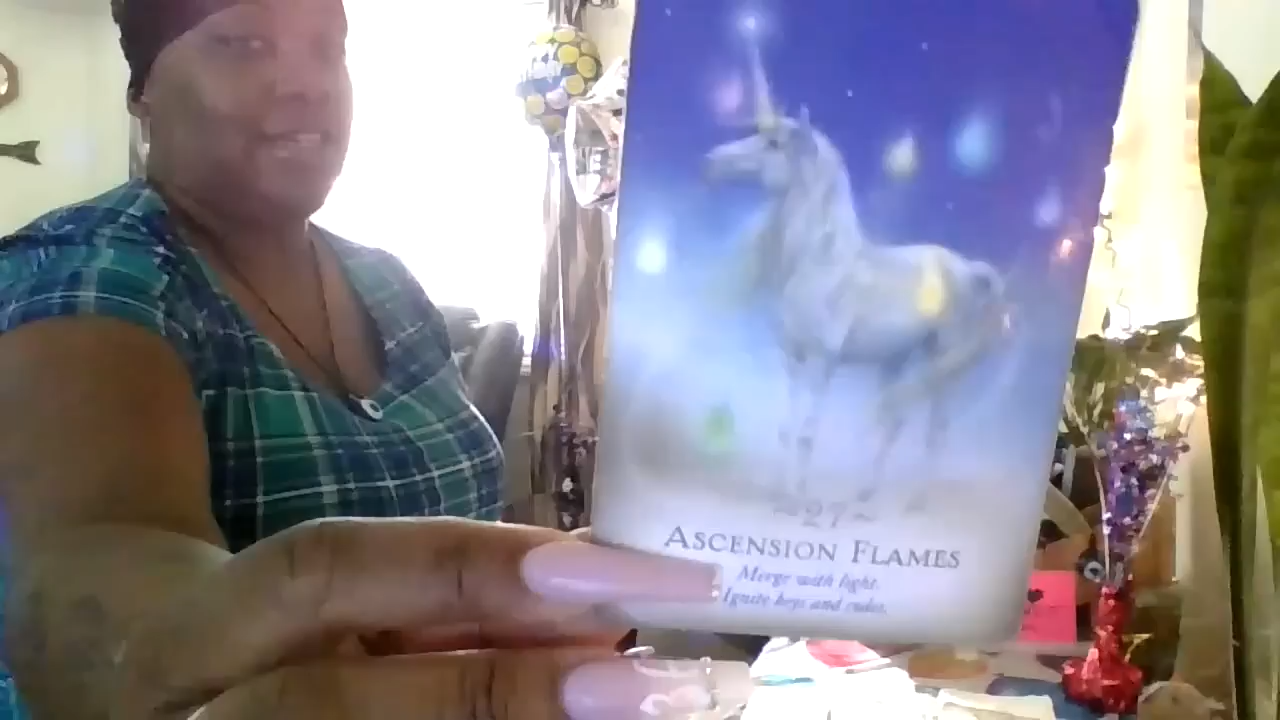 ~27~
ASCENSION FLAMES
Merge with light.
Ignite keys and codes.